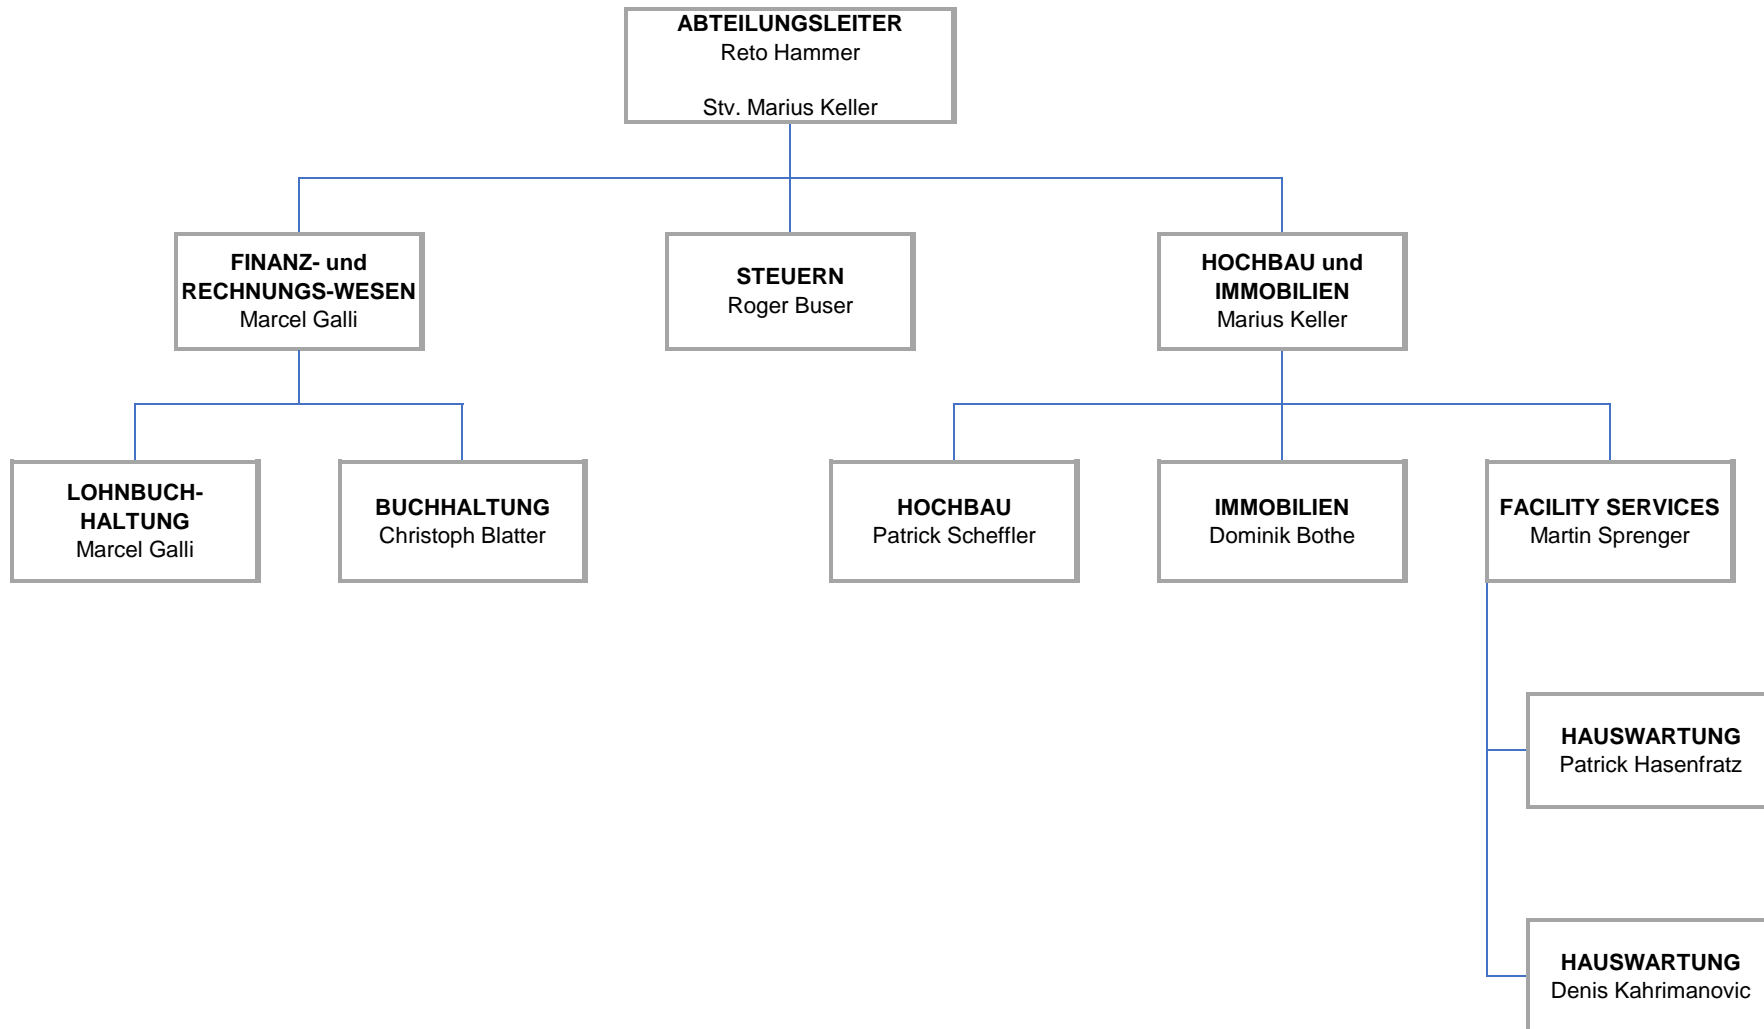 ABTEILUNGSLEITER
Reto Hammer
Stv. Marius Keller
FINANZ- und
RECHNUNGS-WESEN
Marcel Galli
STEUERN
Roger Buser
HOCHBAU und
IMMOBILIEN
Marius Keller
LOHNBUCH-
HALTUNG
Marcel Galli
BUCHHALTUNG
Christoph Blatter
HOCHBAU
Patrick Scheffler
IMMOBILIEN
Dominik Bothe
FACILITY SERVICES
Martin Sprenger
HAUSWARTUNG
Patrick Hasenfratz
HAUSWARTUNG
Denis Kahrimanovic